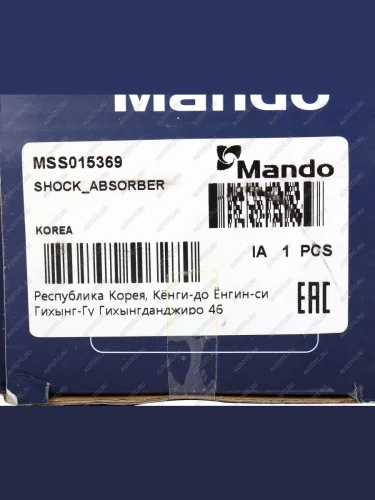 Mando
MSS015369
Mando
SHOCK_ABSORBER
KOREA
IA 1 PCS
Республика Корея, Кёнги-до Ёнгин-си
Гихынг-Гу Гихынгданджиро 46
EAC